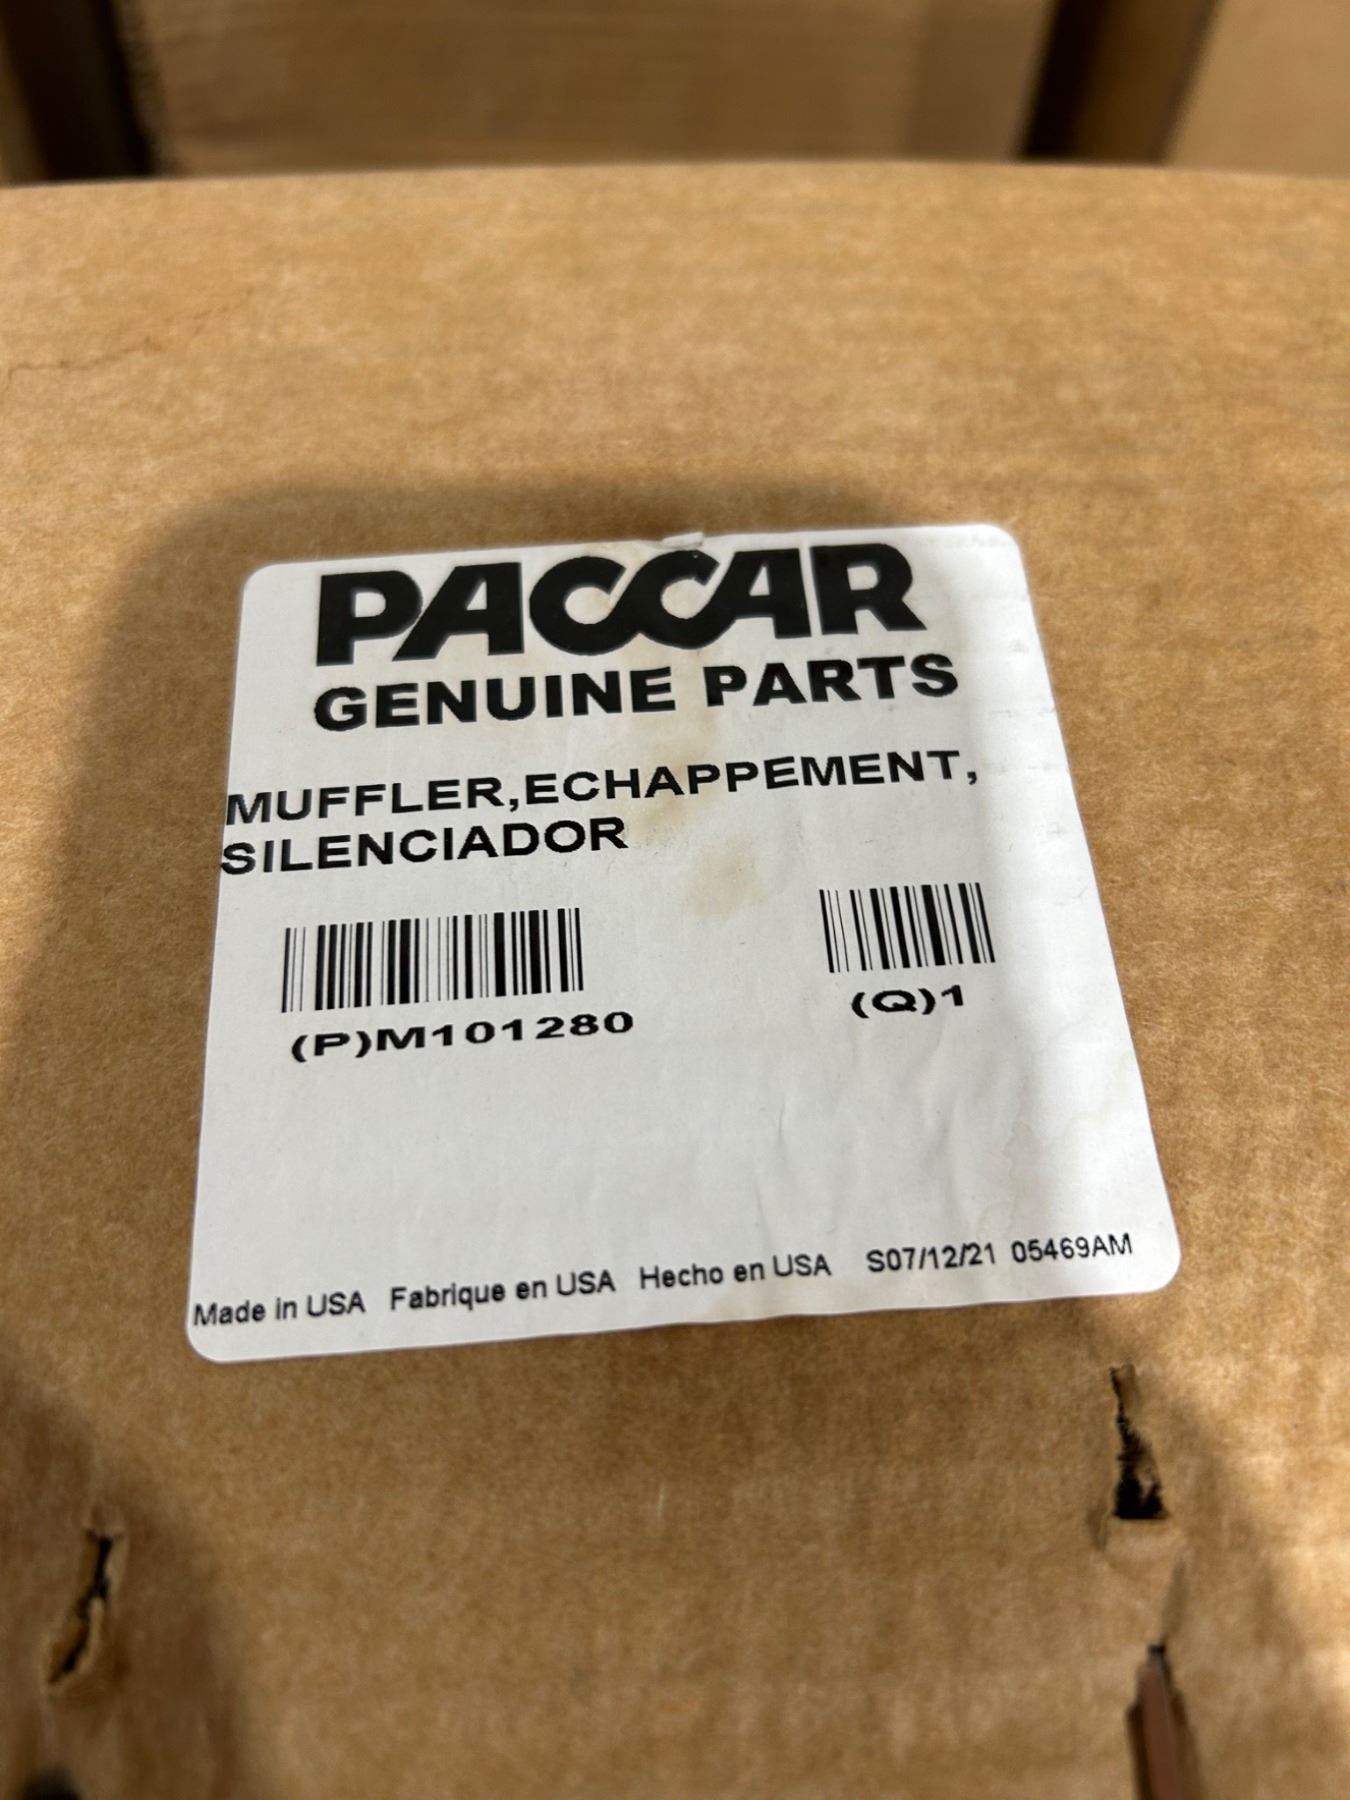 PACCAR
GENUINE PARTS
MUFFLER,ECHAPPEMENT,
SILENCIADOR
(P)M101280 (Q)1
Made in USA Fabrique en USA Hecho en USA S07/12/21 05469AM